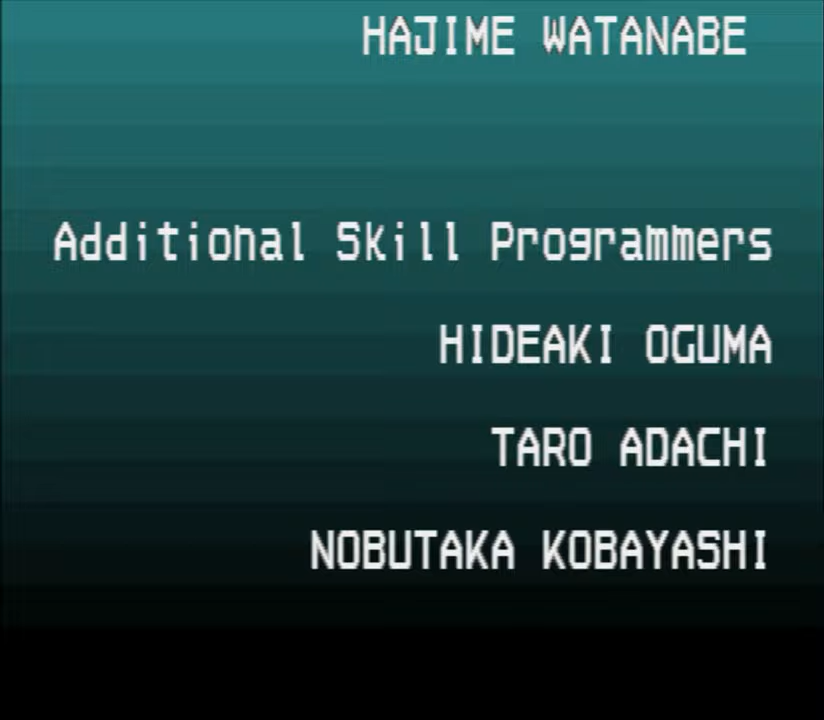 HAJIME WATANABE
Additional Skill Programmers
HIDEAKI OGUMA
TARO ADACHI
NOBUTAKA KOBAYASHI